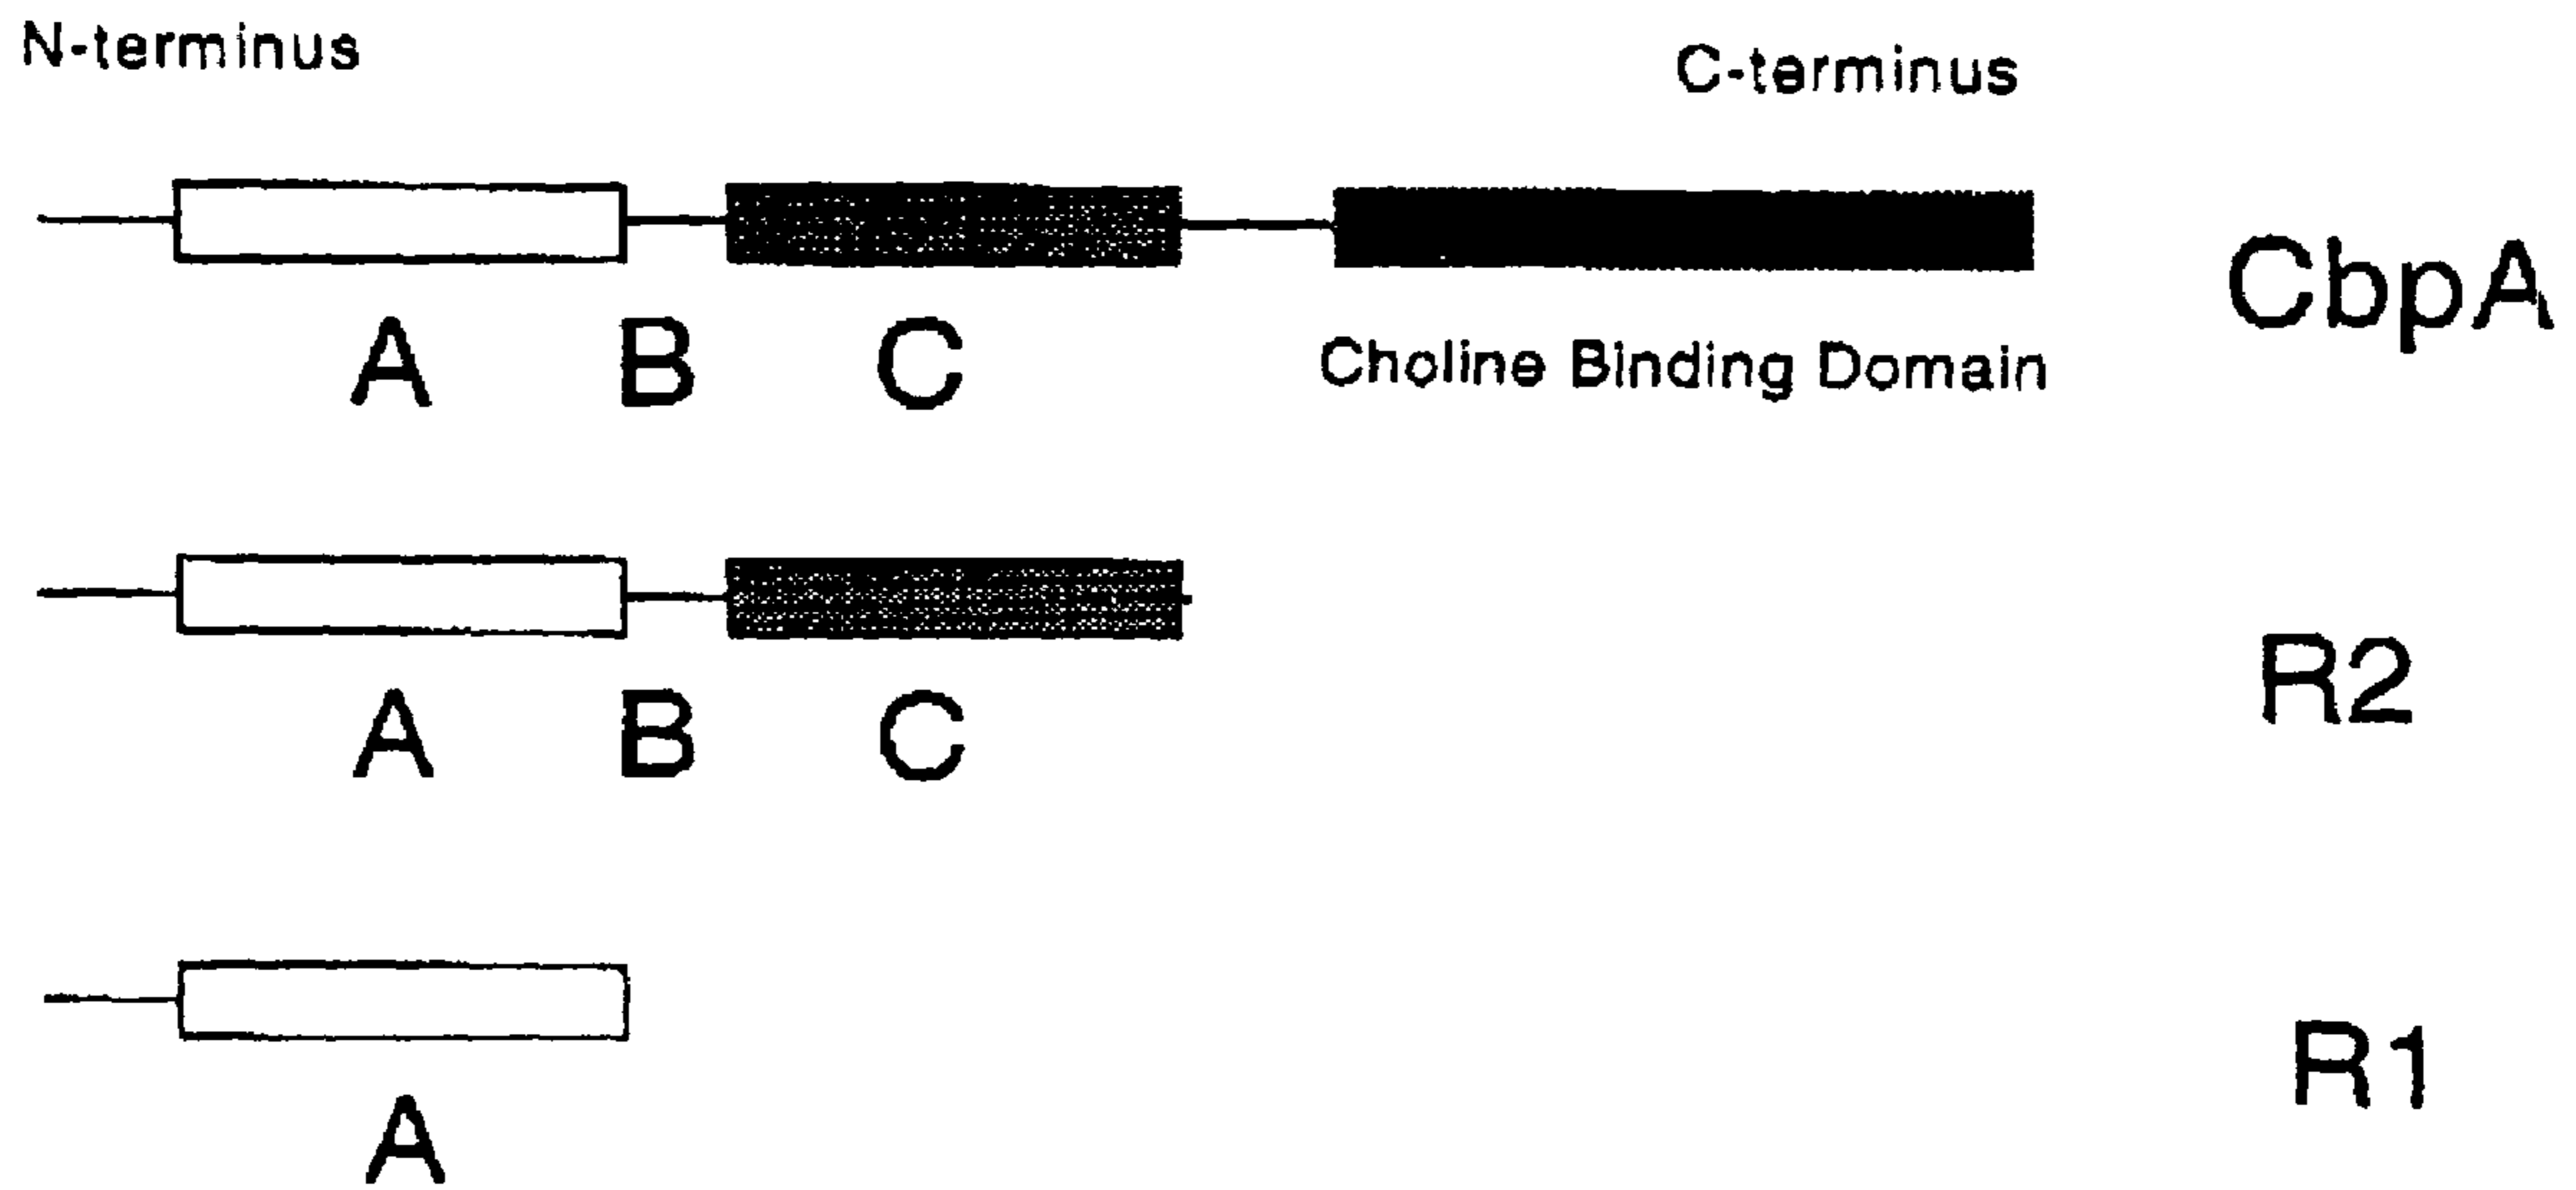 N-terminus
C-terminus
CbpA
A B C
Choline Binding Domain
R2
A B C
R1
A